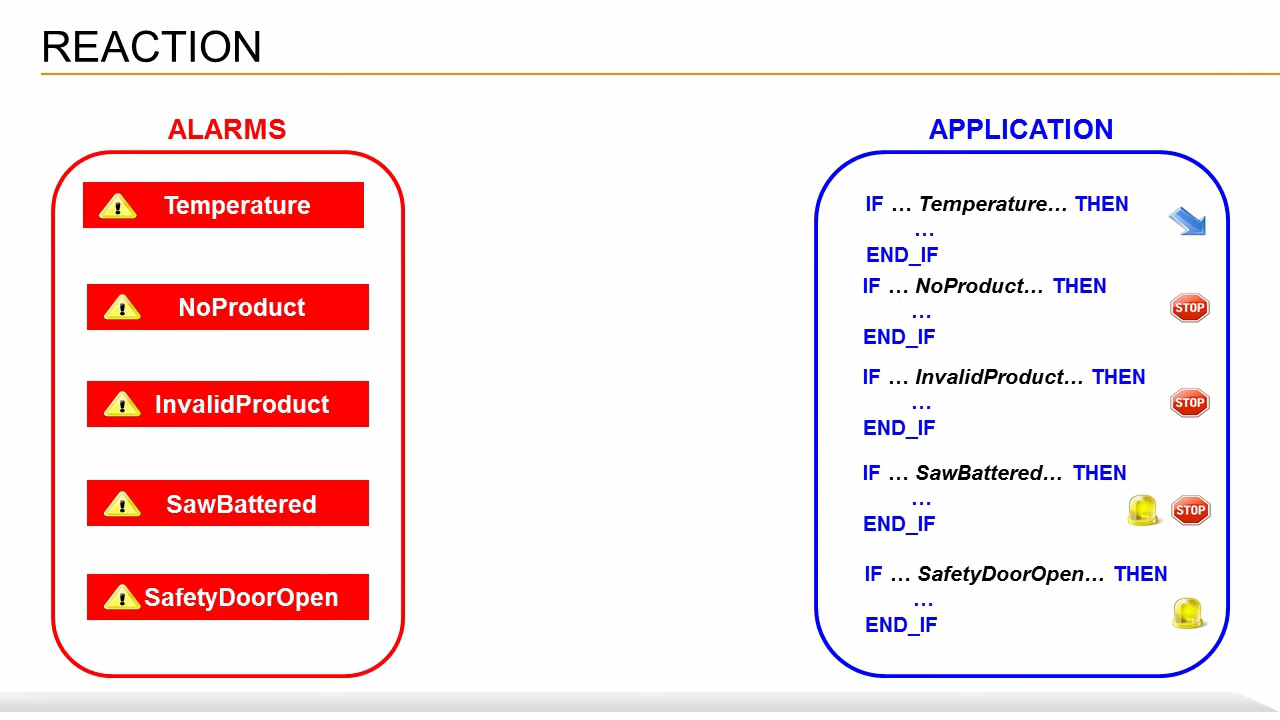 REACTION
ALARMS
Temperature
NoProduct
InvalidProduct
SawBattered
SafetyDoorOpen
APPLICATION
IF … Temperature… THEN
…
END_IF
IF … NoProduct… THEN
…
END_IF
STOP
IF … InvalidProduct… THEN
…
END_IF
STOP
IF … SawBattered… THEN
…
END_IF
STOP
IF … SafetyDoorOpen… THEN
…
END_IF